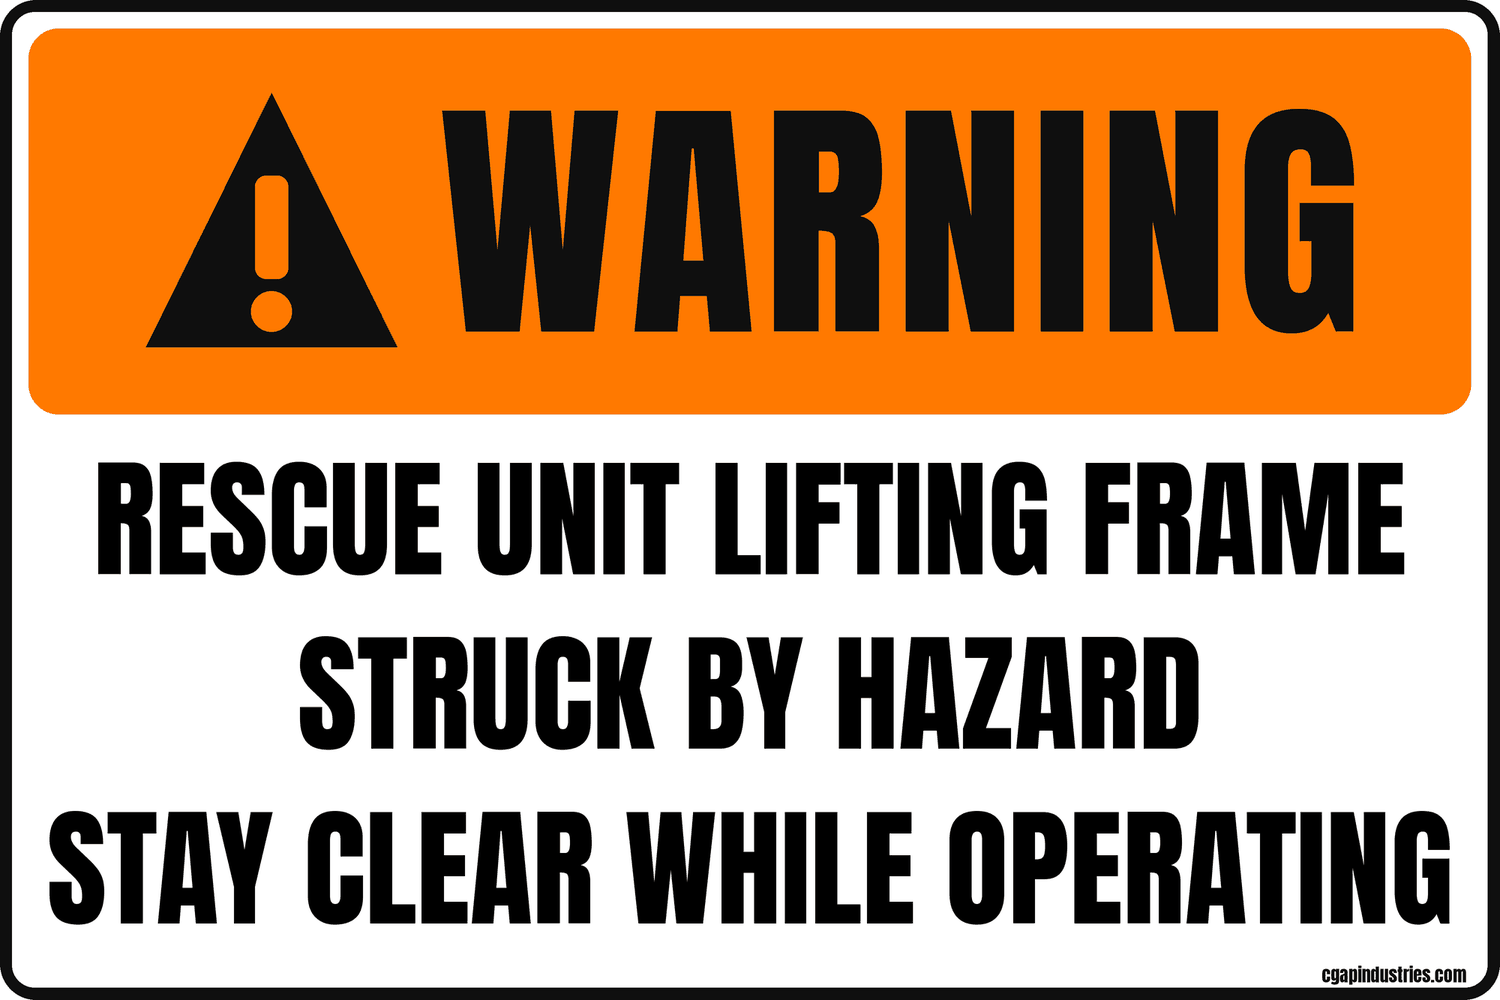 WARNING
RESCUE UNIT LIFTING FRAME
STRUCK BY HAZARD
STAY CLEAR WHILE OPERATING
cgapindustries.com